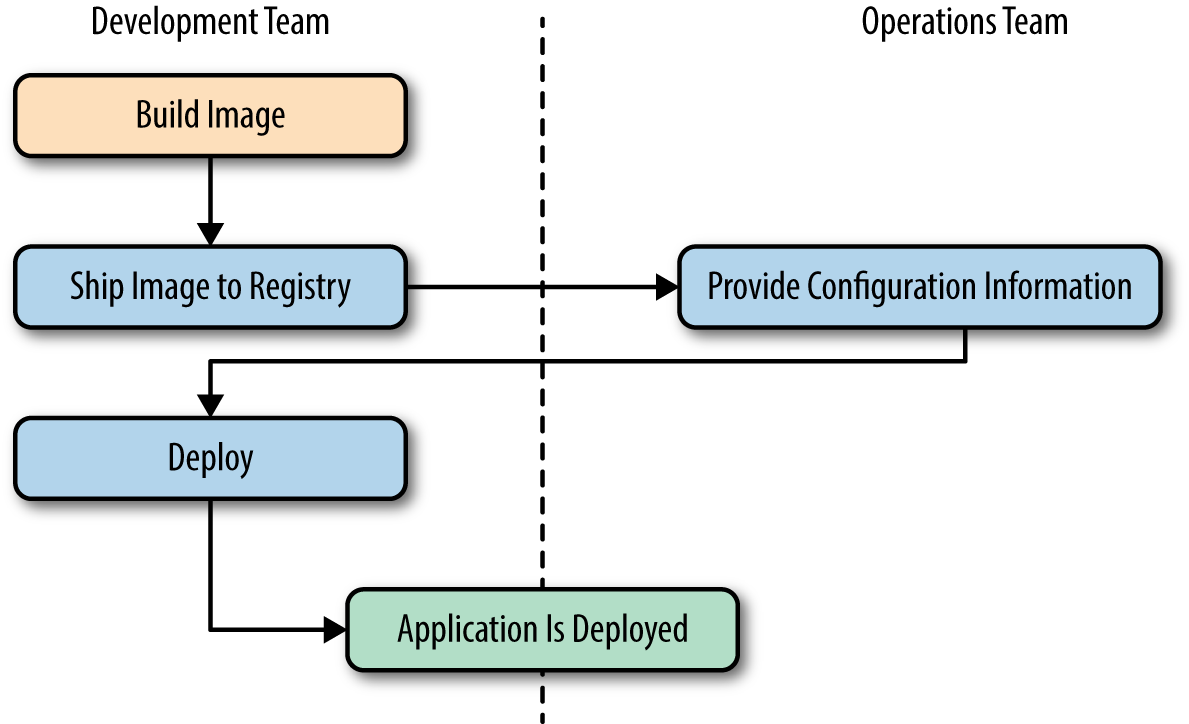 Development Team
Operations Team
Build Image
Ship Image to Registry
Provide Configuration Information
Deploy
Application Is Deployed